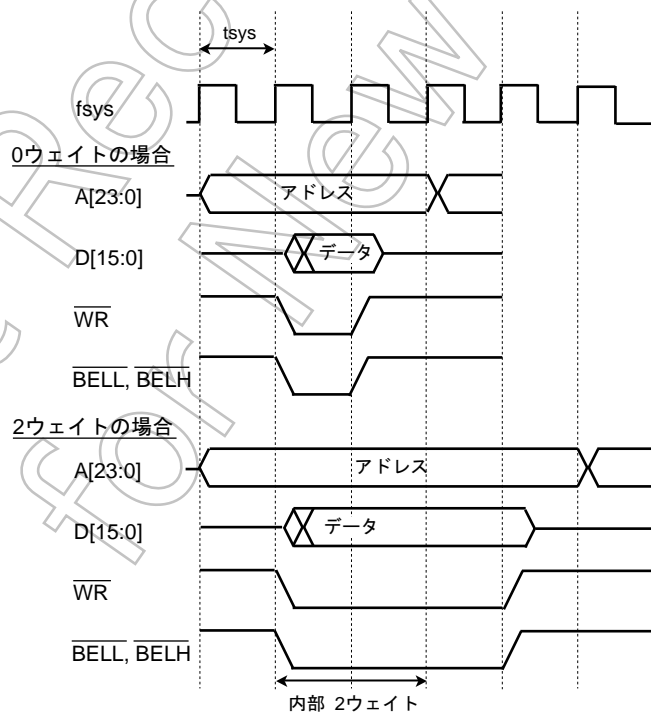 tsys
fsys
0ウェイトの場合
A[23:0]
アドレス
D[15:0]
データ
WR
BELL, BELH
2ウェイトの場合
A[23:0]
アドレス
D[15:0]
データ
WR
BELL, BELH
内部 2ウェイト
for New